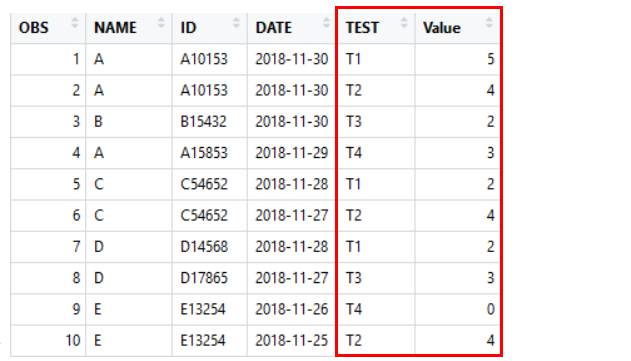 OBS NAME ID DATE TEST Value
1 A A10153 2018-11-30 T1 5
2 A A10153 2018-11-30 T2 4
3 B B15432 2018-11-30 T3 2
4 A A15853 2018-11-29 T4 3
5 C C54652 2018-11-28 T1 2
6 C C54652 2018-11-27 T2 4
7 D D14568 2018-11-28 T1 2
8 D D17865 2018-11-27 T3 3
9 E E13254 2018-11-26 T4 0
10 E E13254 2018-11-25 T2 4